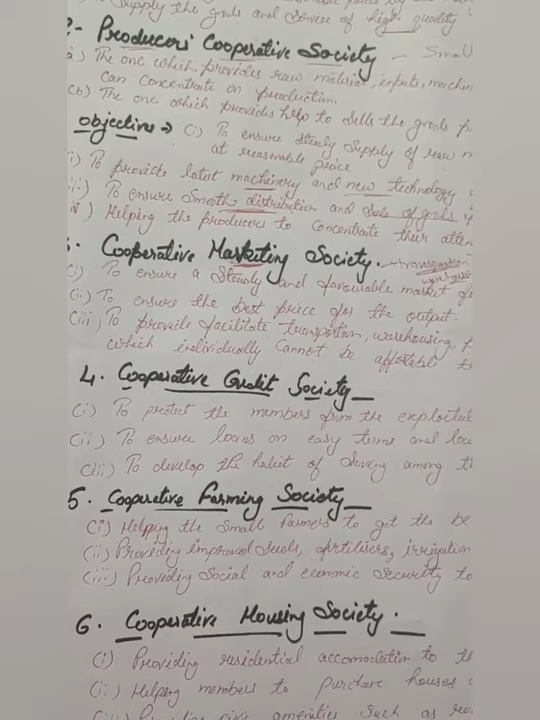 Supply the goods and service of high quality
2- Producers' Cooperative Society - Small
a) The one which provides raw material, inputs, machin
can concentrate on production.
(b) The one which provides help to sells the goods
Objectives → (i) To ensure steady supply of raw m
at reasonable price
ii) To provide latest machinery and new technology
iii) To ensure smooth distribution and sale of goods
iv) Helping the producers to concentrate their atten
3. Cooperative Marketing Society.
(i) To ensure a steady and favourable market
(ii) To ensure the best price for the output.
(iii) To provide facilitate transportion, warehousing,
which individually cannot be affortable
4. Cooperative Credit Society
(i) To protect the members from the exploitat
(ii) To ensure loans on easy terms and low
(iii) To develop the habit of saving among th
5. Cooperative Farming Society
(i) Helping the small farmers to get the be
(ii) Providing improved seeds, fertilisers, irrigation
(iii) Providing social and economic security to
6. Cooperative Housing Society.
(i) Providing residential accomodation to th
(ii) Helping members to purchase houses
amenities such as